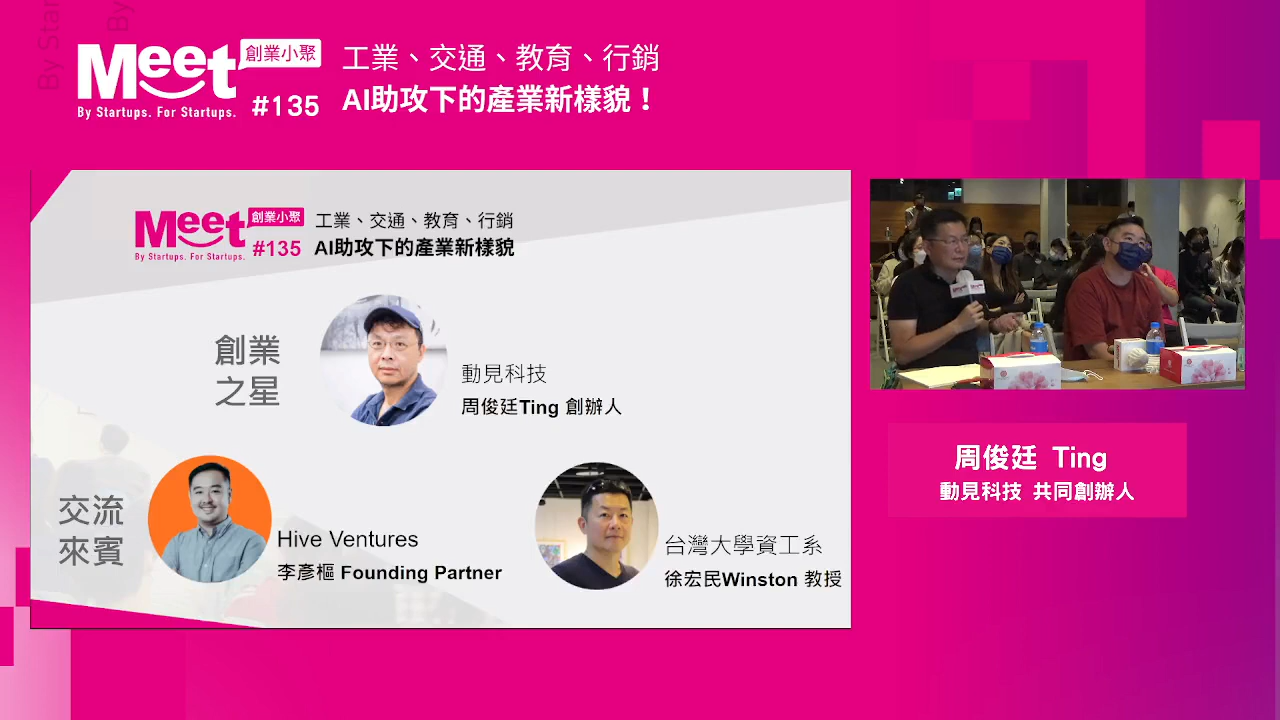 By Star
By
Meet 創業小聚
By Startups. For Startups.
#135
工業、交通、教育、行銷
AI助攻下的產業新樣貌！
Meet 創業小聚
By Startups. For Startups.
#135
工業、交通、教育、行銷
AI助攻下的產業新樣貌
創業
之星
動見科技
周俊廷Ting 創辦人
交流
來賓
Hive Ventures
李彥樞 Founding Partner
台灣大學資工系
徐宏民Winston 教授
周俊廷 Ting
動見科技 共同創辦人